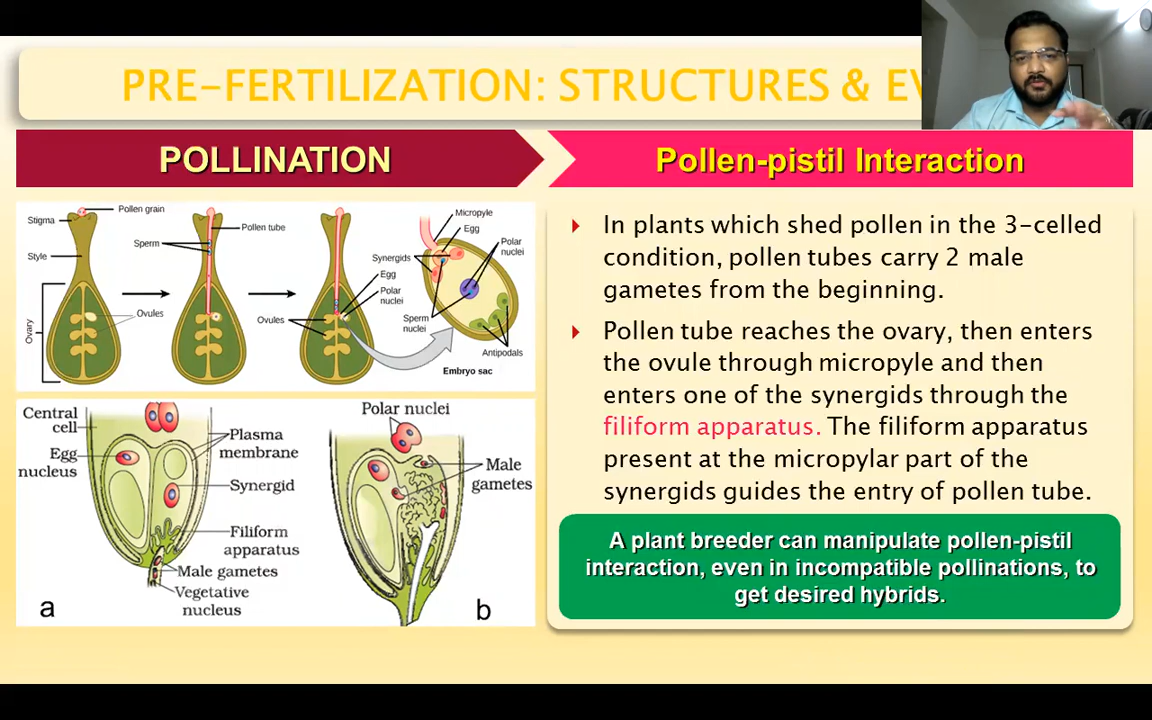 PRE-FERTILIZATION: STRUCTURES & EV
POLLINATION
Pollen-pistil Interaction
Pollen grain
Stigma
Style
Ovary
Ovules
Sperm
Pollen tube
Ovules
Synergids
Egg
Polar
nuclei
Micropyle
Egg
Polar
nuclei
Sperm
nuclei
Antipodals
Embryo sac
Central
cell
Egg
nucleus
Plasma
membrane
Synergid
Filiform
apparatus
Male gametes
Vegetative
nucleus
a
Polar nuclei
Male
gametes
b
In plants which shed pollen in the 3-celled
condition, pollen tubes carry 2 male
gametes from the beginning.
Pollen tube reaches the ovary, then enters
the ovule through micropyle and then
enters one of the synergids through the
filiform apparatus. The filiform apparatus
present at the micropylar part of the
synergids guides the entry of pollen tube.
A plant breeder can manipulate pollen-pistil
interaction, even in incompatible pollinations, to
get desired hybrids.